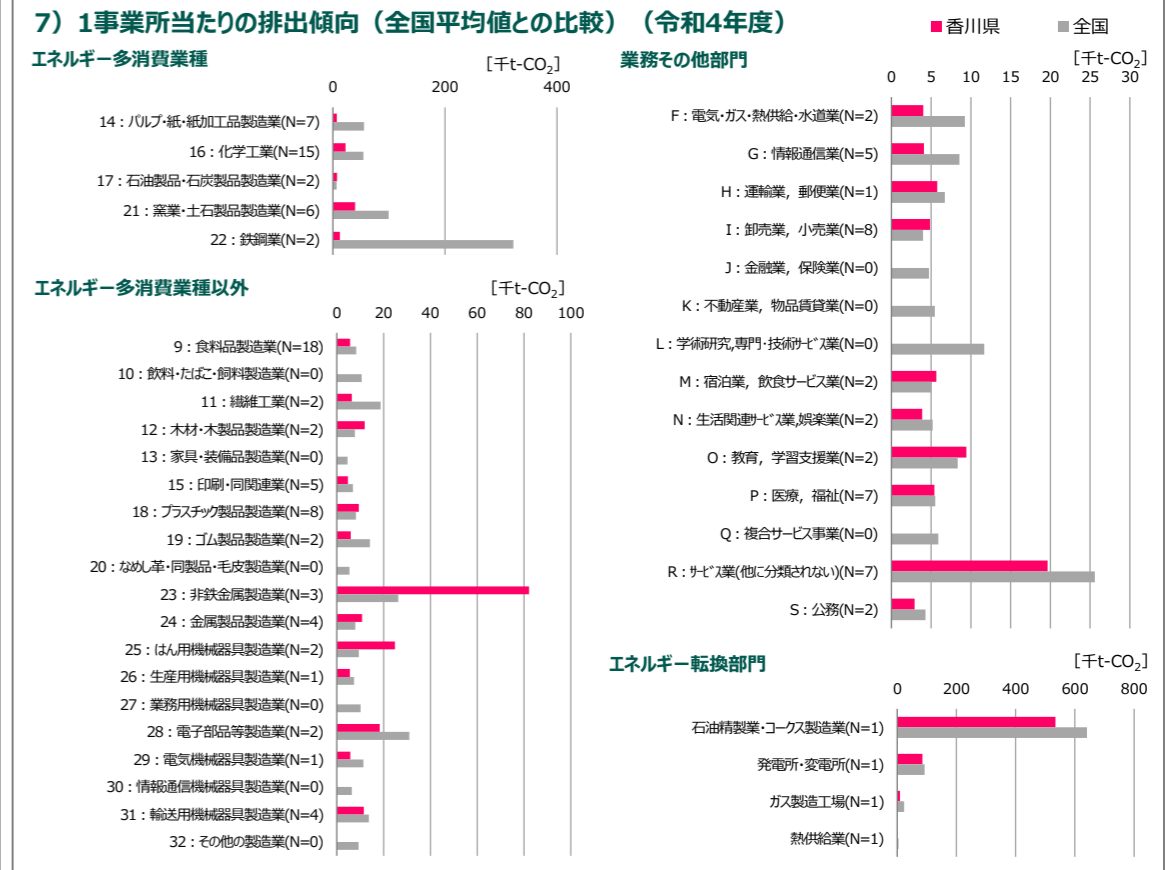 7）1事業所当たりの排出傾向（全国平均値との比較）（令和4年度）
香川県 全国
エネルギー多消費業種
[千t-CO₂]
0 200 400
14：パルプ・紙・紙加工品製造業(N=7)
16：化学工業(N=15)
17：石油製品・石炭製品製造業(N=2)
21：窯業・土石製品製造業(N=6)
22：鉄鋼業(N=2)
エネルギー多消費業種以外
[千t-CO₂]
0 20 40 60 80 100
9：食料品製造業(N=18)
10：飲料・たばこ・飼料製造業(N=0)
11：繊維工業(N=2)
12：木材・木製品製造業(N=2)
13：家具・装備品製造業(N=0)
15：印刷・同関連業(N=5)
18：プラスチック製品製造業(N=8)
19：ゴム製品製造業(N=2)
20：なめし革・同製品・毛皮製造業(N=0)
23：非鉄金属製造業(N=3)
24：金属製品製造業(N=4)
25：はん用機械器具製造業(N=2)
26：生産用機械器具製造業(N=1)
27：業務用機械器具製造業(N=0)
28：電子部品等製造業(N=2)
29：電気機械器具製造業(N=1)
30：情報通信機械器具製造業(N=0)
31：輸送用機械器具製造業(N=4)
32：その他の製造業(N=0)
業務その他部門
[千t-CO₂]
0 5 10 15 20 25 30
F：電気・ガス・熱供給・水道業(N=2)
G：情報通信業(N=5)
H：運輸業，郵便業(N=1)
I：卸売業，小売業(N=8)
J：金融業，保険業(N=0)
K：不動産業，物品賃貸業(N=0)
L：学術研究,専門・技術サービス業(N=0)
M：宿泊業，飲食サービス業(N=2)
N：生活関連サービス業,娯楽業(N=2)
O：教育，学習支援業(N=2)
P：医療，福祉(N=7)
Q：複合サービス事業(N=0)
R：サービス業(他に分類されない)(N=7)
S：公務(N=2)
エネルギー転換部門
[千t-CO₂]
0 200 400 600 800
石油精製業・コークス製造業(N=1)
発電所・変電所(N=1)
ガス製造工場(N=1)
熱供給業(N=1)